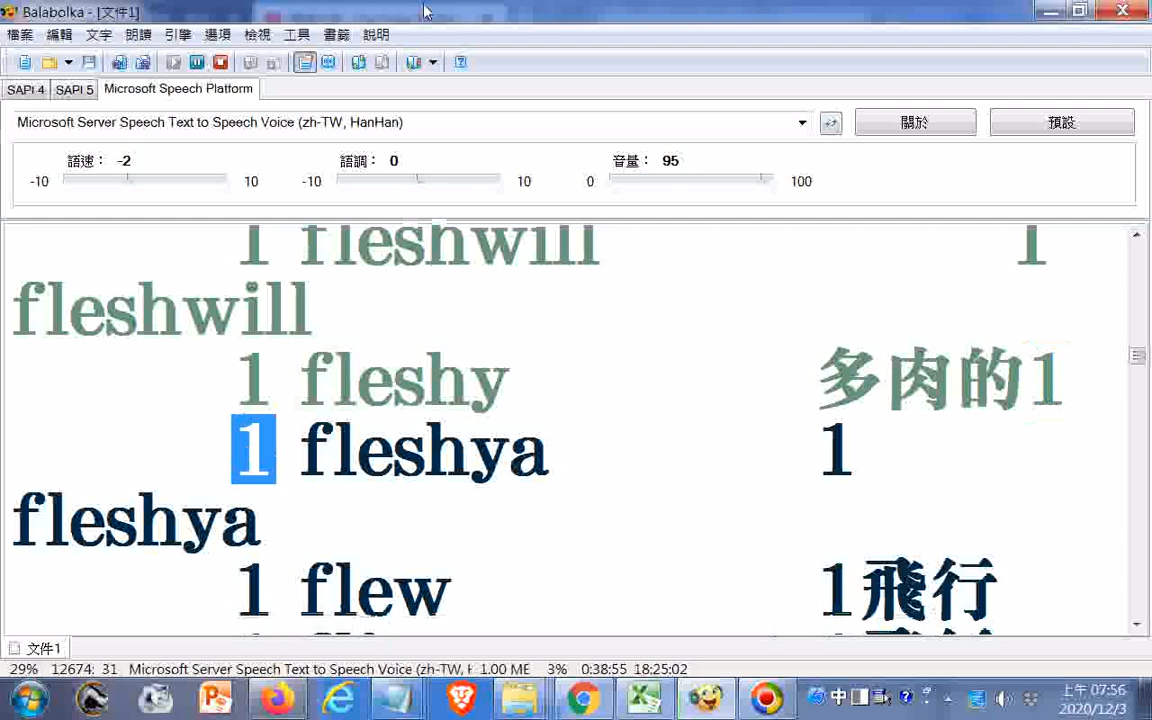 Balabolka - [文件1]
檔案 編輯 文字 朗讀 引擎 選項 檢視 工具 書籤 說明
SAPI 4 SAPI 5 Microsoft Speech Platform
Microsoft Server Speech Text to Speech Voice (zh-TW, HanHan) 關於 預設
語速： -2 語調： 0 音量： 95
-10 10 -10 10 0 100
1 fleshwill 1
fleshwill
1 fleshy 多肉的1
1 fleshya 1
fleshya
1 flew 1飛行
文件1
29% 12674: 31 Microsoft Server Speech Text to Speech Voice (zh-TW, H 1.00 ME 3% 0:38:55 18:25:02
中 上午 07:56
2020/12/3